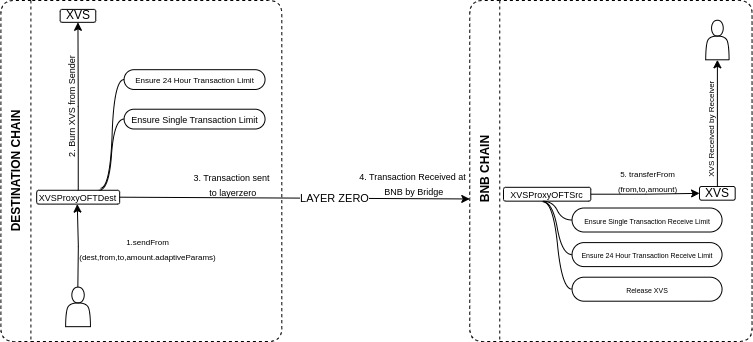 DESTINATION CHAIN
XVS
2. Burn XVS from Sender
Ensure 24 Hour Transaction Limit
Ensure Single Transaction Limit
XVSProxyOFTDest
3. Transaction sent
to layerzero
1.sendFrom
(dest,from,to,amount.adaptiveParams)
LAYER ZERO
4. Transaction Received at
BNB by Bridge
BNB CHAIN
XVSProxyOFTSrc
5. transferFrom
(from,to,amount)
XVS
XVS Received by Receiver
Ensure Single Transaction Receive Limit
Ensure 24 Hour Transaction Receive Limit
Release XVS